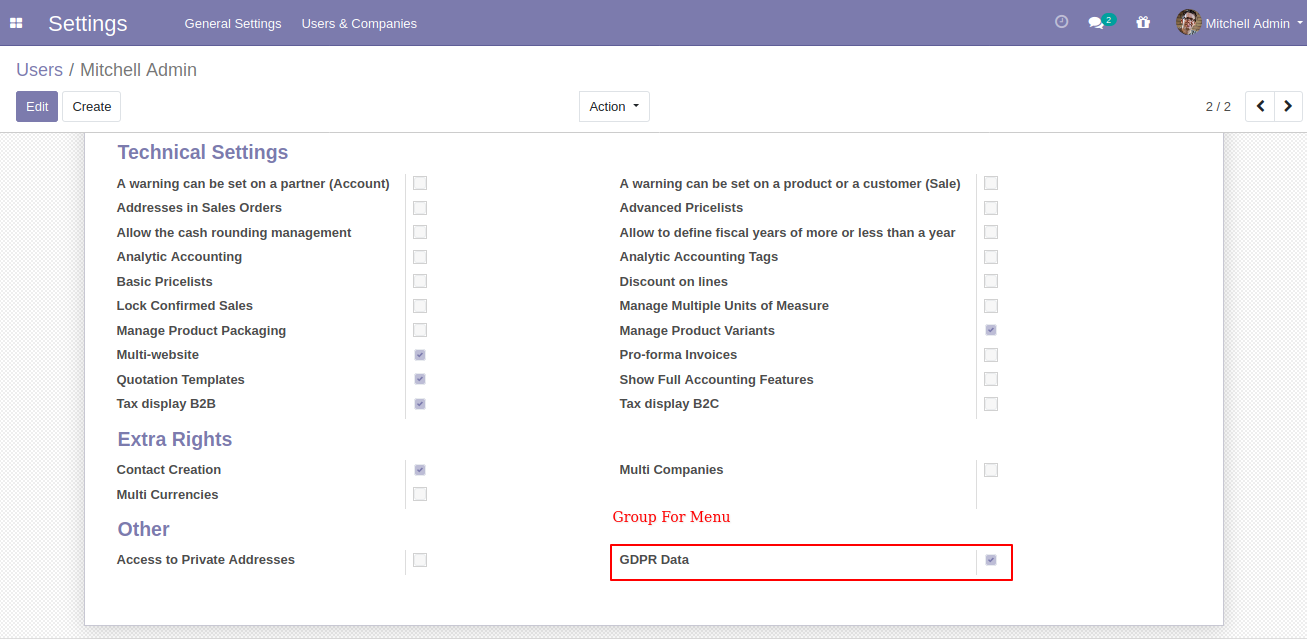 Settings General Settings Users & Companies 2 Mitchell Admin
Users / Mitchell Admin
Edit Create Action 2 / 2
Technical Settings
A warning can be set on a partner (Account) A warning can be set on a product or a customer (Sale)
Addresses in Sales Orders Advanced Pricelists
Allow the cash rounding management Allow to define fiscal years of more or less than a year
Analytic Accounting Analytic Accounting Tags
Basic Pricelists Discount on lines
Lock Confirmed Sales Manage Multiple Units of Measure
Manage Product Packaging Manage Product Variants
Multi-website Pro-forma Invoices
Quotation Templates Show Full Accounting Features
Tax display B2B Tax display B2C
Extra Rights
Contact Creation Multi Companies
Multi Currencies
Group For Menu
Other
Access to Private Addresses GDPR Data